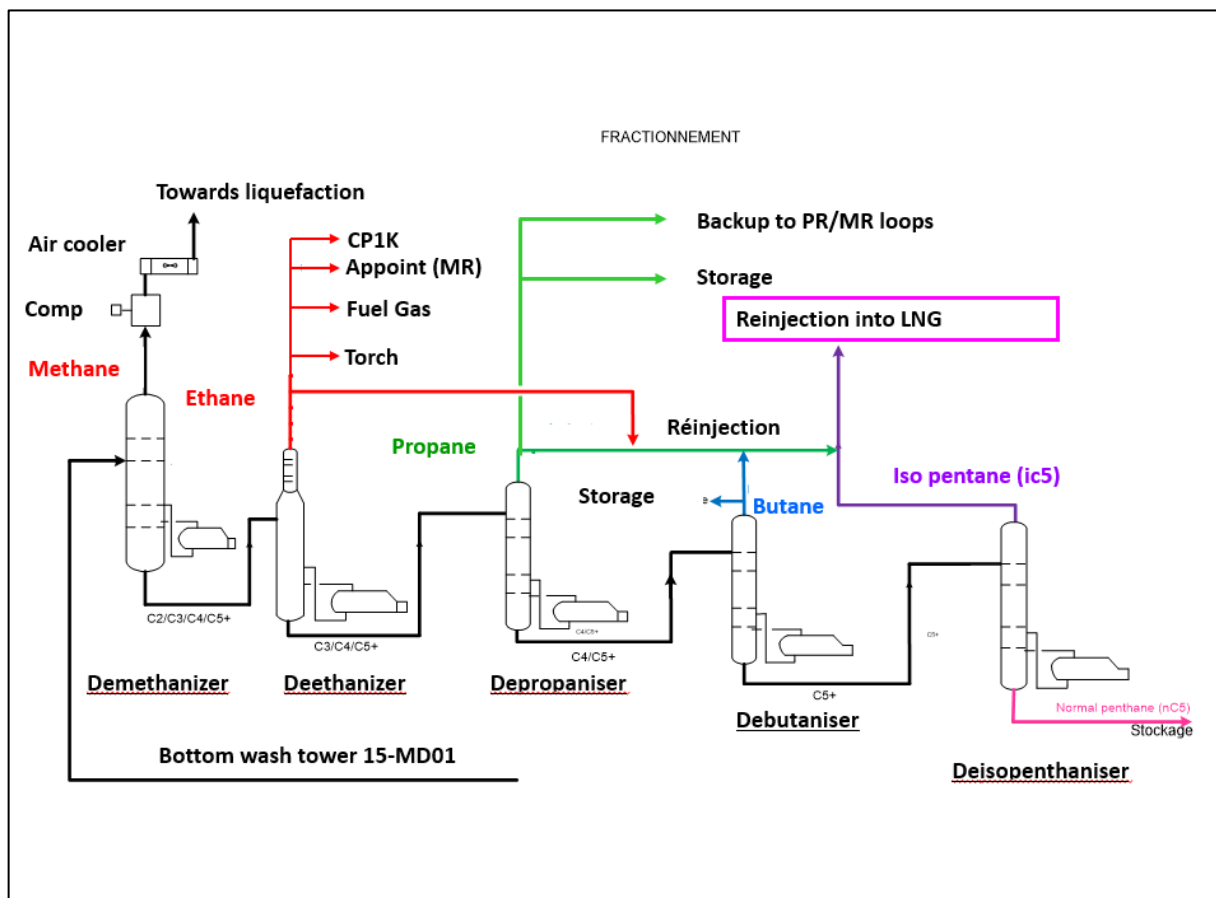 FRACTIONNEMENT
Towards liquefaction
Air cooler
Comp
Methane
CP1K
Appoint (MR)
Fuel Gas
Torch
Ethane
Backup to PR/MR loops
Storage
Reinjection into LNG
Propane
Réinjection
Storage
Butane
Iso pentane (ic5)
C2/C3/C4/C5+
C3/C4/C5+
C4/C5+
C4/C5+
C5+
C5+
Normal penthane (nC5)
Stockage
Demethanizer
Deethanizer
Depropaniser
Debutaniser
Deisopenthaniser
Bottom wash tower 15-MD01